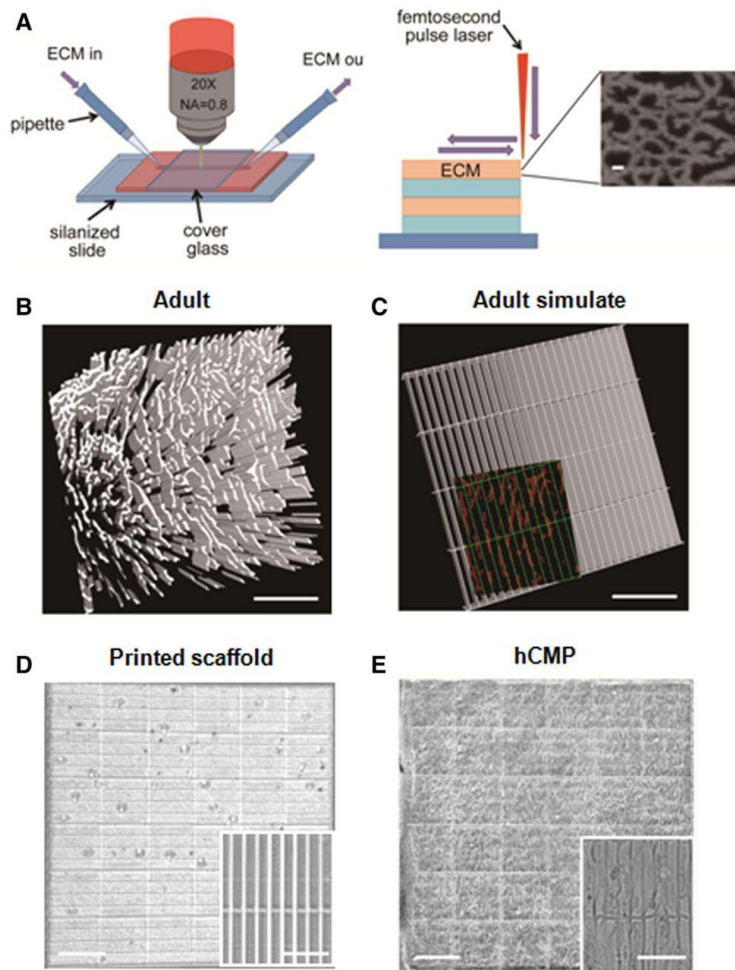 A
ECM in
pipette
20X
NA=0.8
ECM ou
silanized
slide
cover
glass
femtosecond
pulse laser
ECM
B
Adult
C
Adult simulate
D
Printed scaffold
E
hCMP